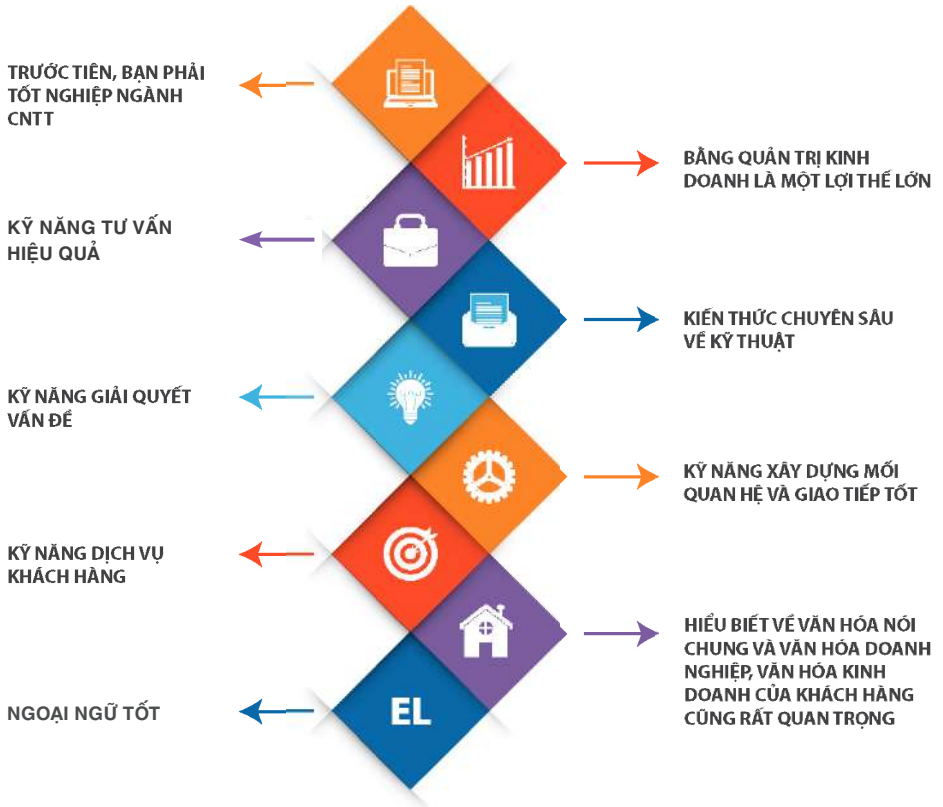 TRƯỚC TIÊN, BẠN PHẢI
TỐT NGHIỆP NGÀNH
CNTT
BẰNG QUẢN TRỊ KINH
DOANH LÀ MỘT LỢI THẾ LỚN
KỸ NĂNG TƯ VẤN
HIỆU QUẢ
KIẾN THỨC CHUYÊN SÂU
VỀ KỸ THUẬT
KỸ NĂNG GIẢI QUYẾT
VẤN ĐỀ
KỸ NĂNG XÂY DỰNG MỐI
QUAN HỆ VÀ GIAO TIẾP TỐT
KỸ NĂNG DỊCH VỤ
KHÁCH HÀNG
HIỂU BIẾT VỀ VĂN HÓA NÓI
CHUNG VÀ VĂN HÓA DOANH
NGHIỆP, VĂN HÓA KINH
DOANH CỦA KHÁCH HÀNG
CŨNG RẤT QUAN TRỌNG
NGOẠI NGỮ TỐT
EL